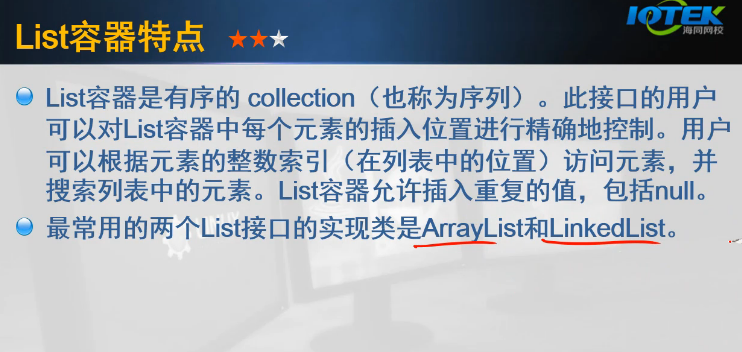 IOTEK
海同网校
List容器特点
List容器是有序的 collection（也称为序列）。此接口的用户
可以对List容器中每个元素的插入位置进行精确地控制。用户
可以根据元素的整数索引（在列表中的位置）访问元素，并
搜索列表中的元素。List容器允许插入重复的值，包括null。
最常用的两个List接口的实现类是ArrayList和LinkedList。